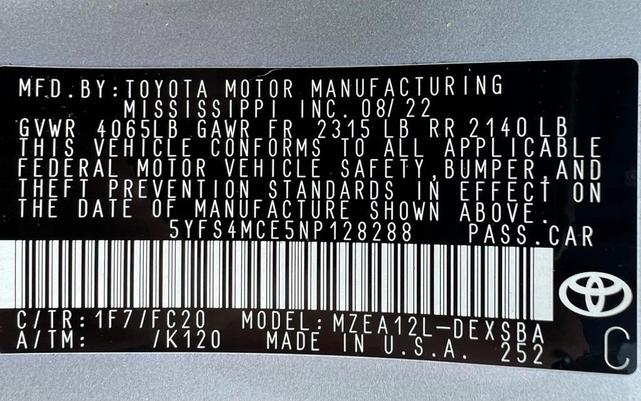 MFD.BY:TOYOTA MOTOR MANUFACTURING
MISSISSIPPI INC. 08/22
GVWR 4065LB GAWR FR 2315 LB RR 2140 LB
THIS VEHICLE CONFORMS TO ALL APPLICABLE
FEDERAL MOTOR VEHICLE SAFETY,BUMPER,AND
THEFT PREVENTION STANDARDS IN EFFECT ON
THE DATE OF MANUFACTURE SHOWN ABOVE.
5YFS4MCE5NP128288 PASS.CAR
C/TR:1F7/FC20 MODEL:MZEA12L-DEXSBA
A/TM: /K120 MADE IN U.S.A. 252 C